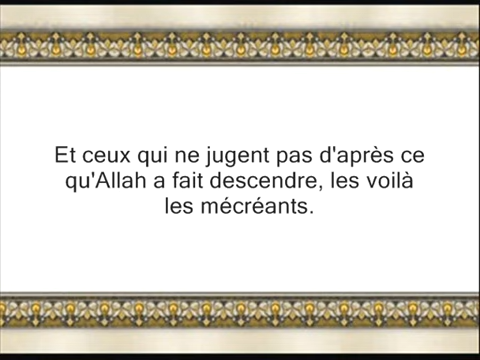 Et ceux qui ne jugent pas d'après ce
qu'Allah a fait descendre, les voilà
les mécréants.